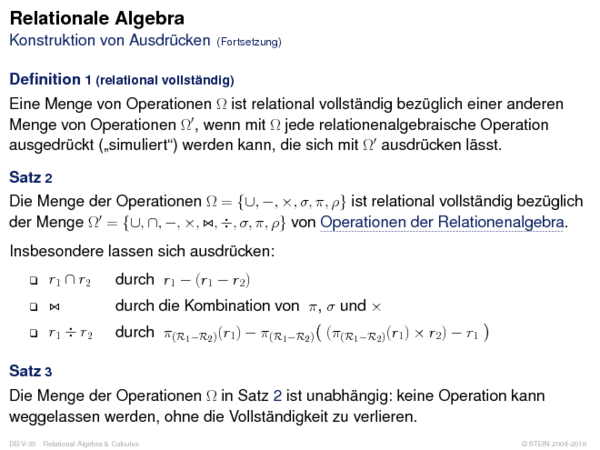 Relationale Algebra
Konstruktion von Ausdrücken (Fortsetzung)
Definition 1 (relational vollständig)
Eine Menge von Operationen Ω ist relational vollständig bezüglich einer anderen
Menge von Operationen Ω′, wenn mit Ω jede relationenalgebraische Operation
ausgedrückt („simuliert“) werden kann, die sich mit Ω′ ausdrücken lässt.
Satz 2
Die Menge der Operationen Ω = {∪, −, ×, σ, π, ρ} ist relational vollständig bezüglich
der Menge Ω′ = {∪, ∩, −, ×, ⋈, ÷, σ, π, ρ} von Operationen der Relationenalgebra.
Insbesondere lassen sich ausdrücken:
❑ r₁ ∩ r₂ durch r₁ − (r₁ − r₂)
❑ ⋈ durch die Kombination von π, σ und ×
❑ r₁ ÷ r₂ durch π(R₁−R₂)(r₁) − π(R₁−R₂)( (π(R₁−R₂)(r₁) × r₂) − r₁ )
Satz 3
Die Menge der Operationen Ω in Satz 2 ist unabhängig: keine Operation kann
weggelassen werden, ohne die Vollständigkeit zu verlieren.
DB:V-35 Relational Algebra & Calculus © STEIN 2004-2018